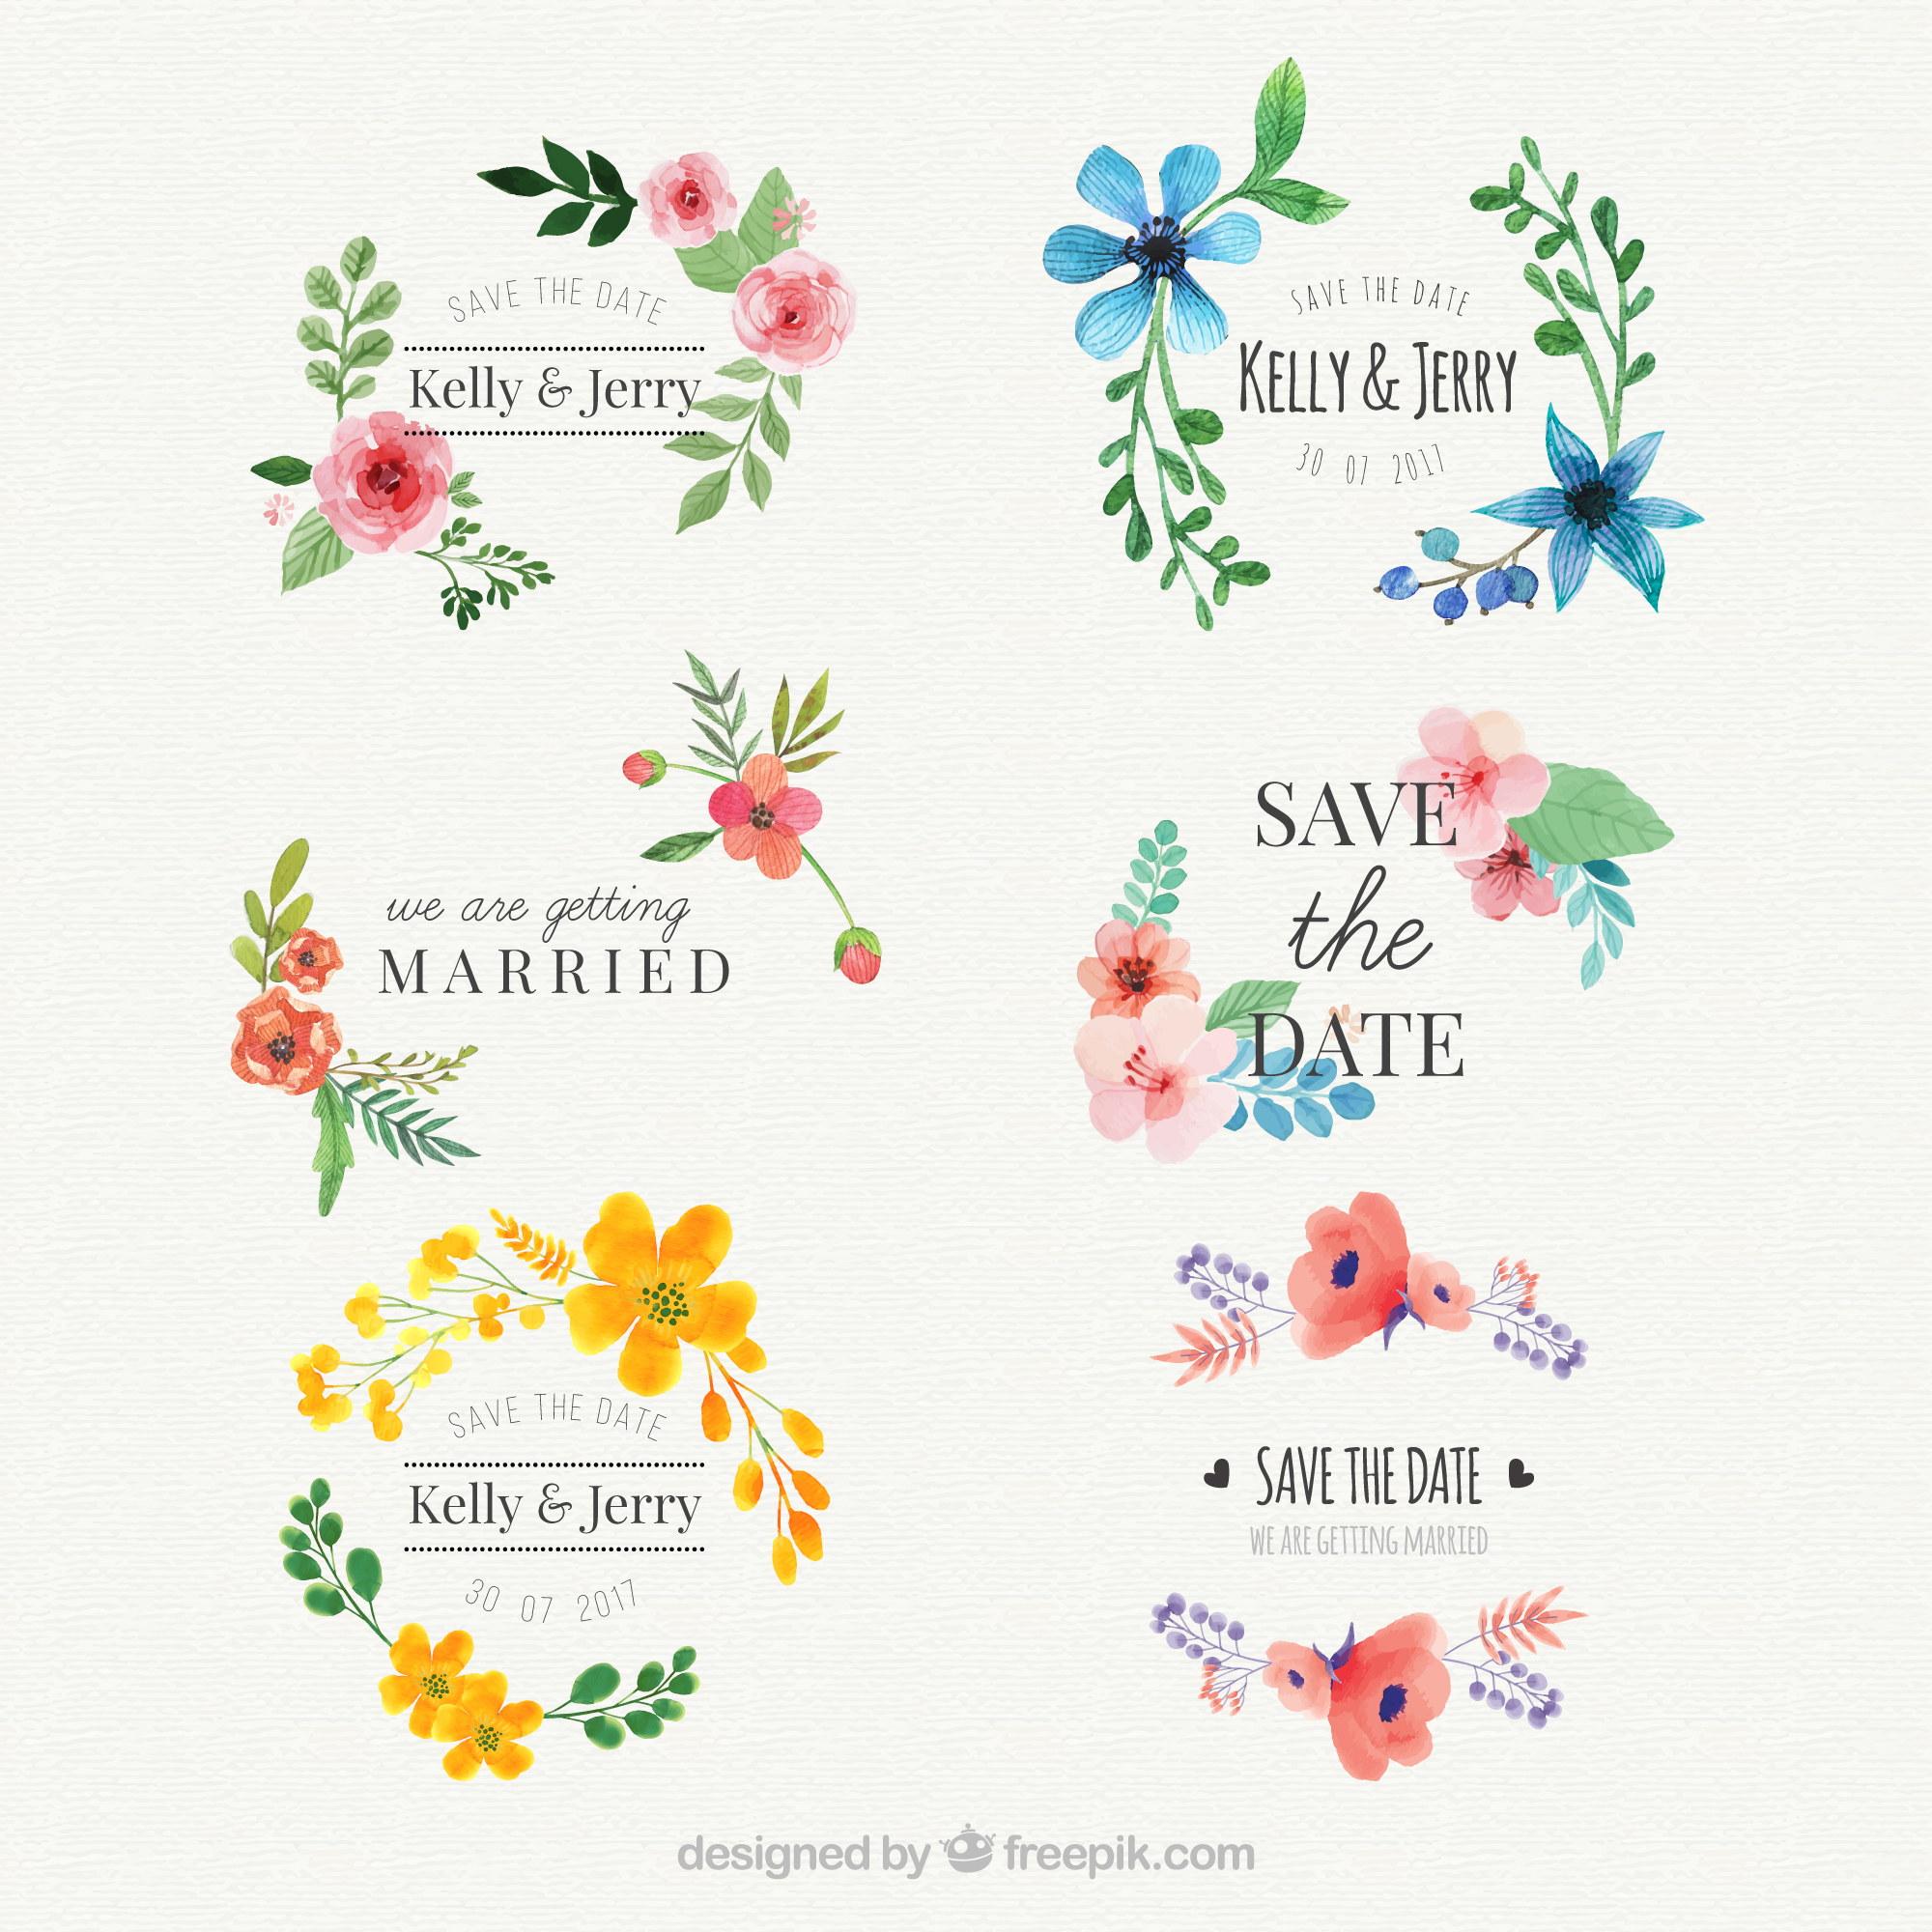 SAVE THE DATE
Kelly & Jerry
SAVE THE DATE
KELLY & JERRY
30 07 2017
we are getting
MARRIED
SAVE
the
DATE
SAVE THE DATE
Kelly & Jerry
30 07 2017
SAVE THE DATE
WE ARE GETTING MARRIED
designed by freepik.com